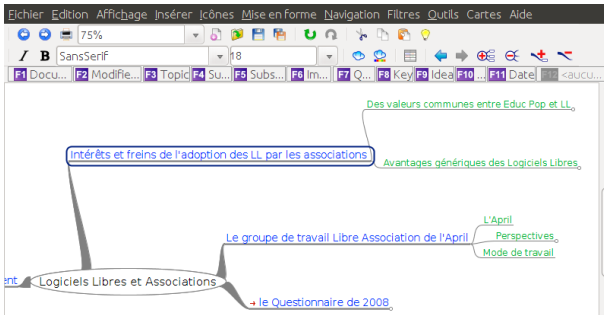 Fichier Edition Affichage Insérer Icônes Mise en forme Navigation Filtres Outils Cartes Aide
75%
I B SansSerif 18
F1 Docu... F2 Modifie... F3 Topic F4 Su... F5 Subs... F6 Im... F7 Q... F8 Key F9 Idea F10 ... F11 Date F12 <aucu...
Des valeurs communes entre Educ Pop et LL
Intérêts et freins de l'adoption des LL par les associations
Avantages génériques des Logiciels Libres
L'April
Le groupe de travail Libre Association de l'April
Perspectives
Mode de travail
ent Logiciels Libres et Associations
le Questionnaire de 2008